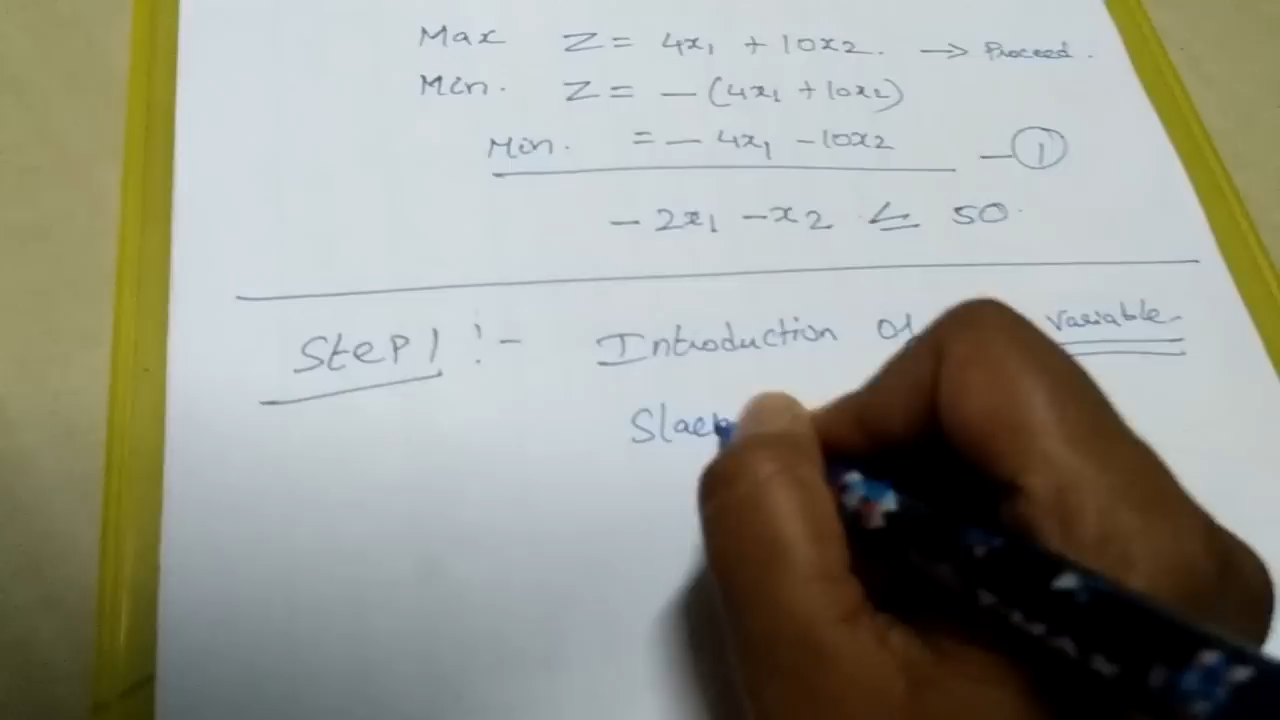 Max Z = 4x₁ + 10x₂. → Proceed.
Min. Z = – (4x₁ + 10x₂)
Min. = – 4x₁ – 10x₂ – ①
– 2x₁ – x₂ ≤ 50.
Step 1 :- Introduction of variable